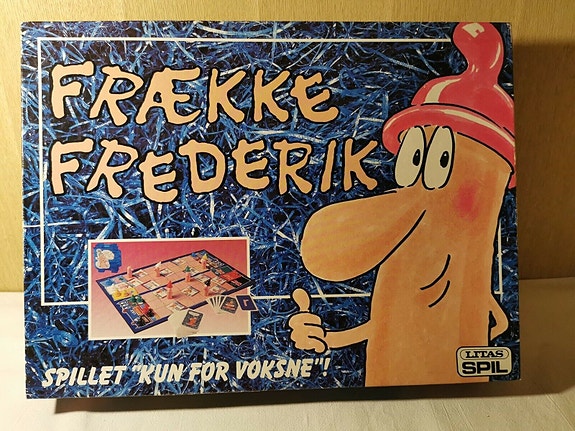 FRÆKKE
FREDERIK
SPILLET "KUN FOR VOKSNE"!
LITAS
SPIL